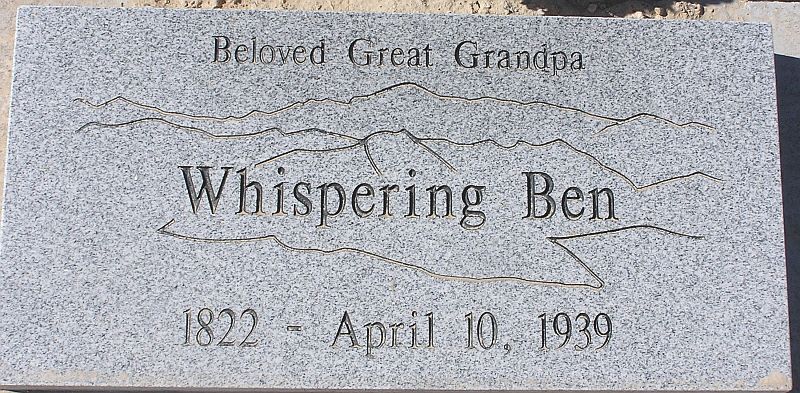 Beloved Great Grandpa
Whispering Ben
1822 - April 10, 1939